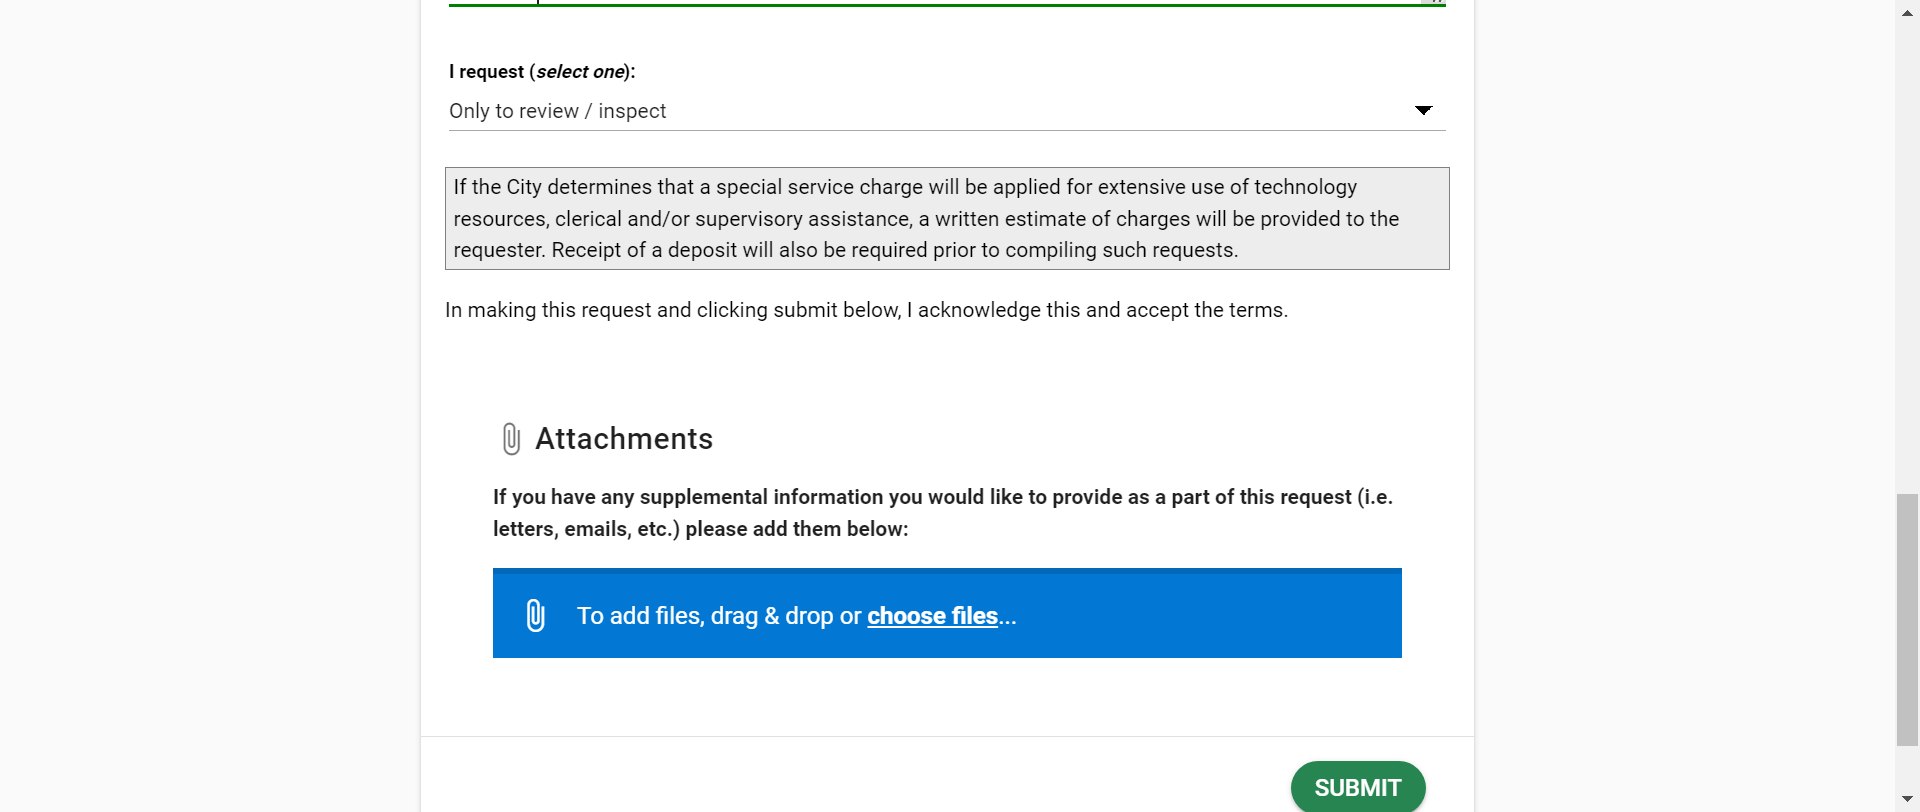 I request (select one):
Only to review / inspect
If the City determines that a special service charge will be applied for extensive use of technology
resources, clerical and/or supervisory assistance, a written estimate of charges will be provided to the
requester. Receipt of a deposit will also be required prior to compiling such requests.
In making this request and clicking submit below, I acknowledge this and accept the terms.
Attachments
If you have any supplemental information you would like to provide as a part of this request (i.e.
letters, emails, etc.) please add them below:
To add files, drag & drop or choose files...
SUBMIT